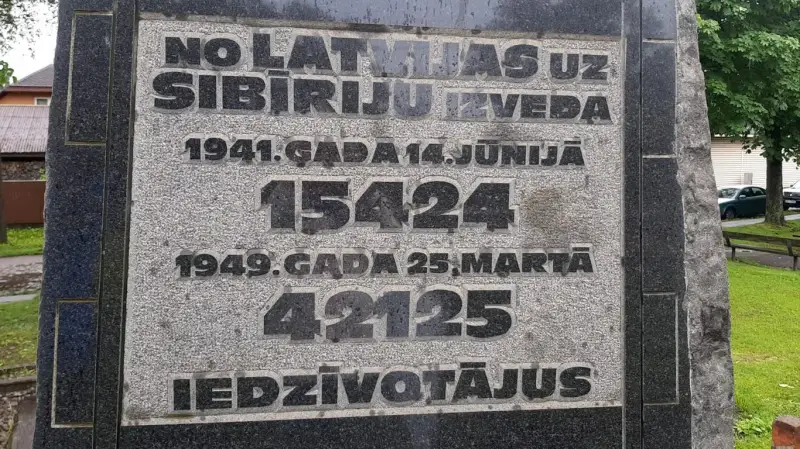 NO LATVIJAS UZ
SIBĪRIJU IZVEDA
1941. GADA 14. JŪNIJĀ
15424
1949. GADA 25. MARTĀ
42125
IEDZĪVOTĀJUS